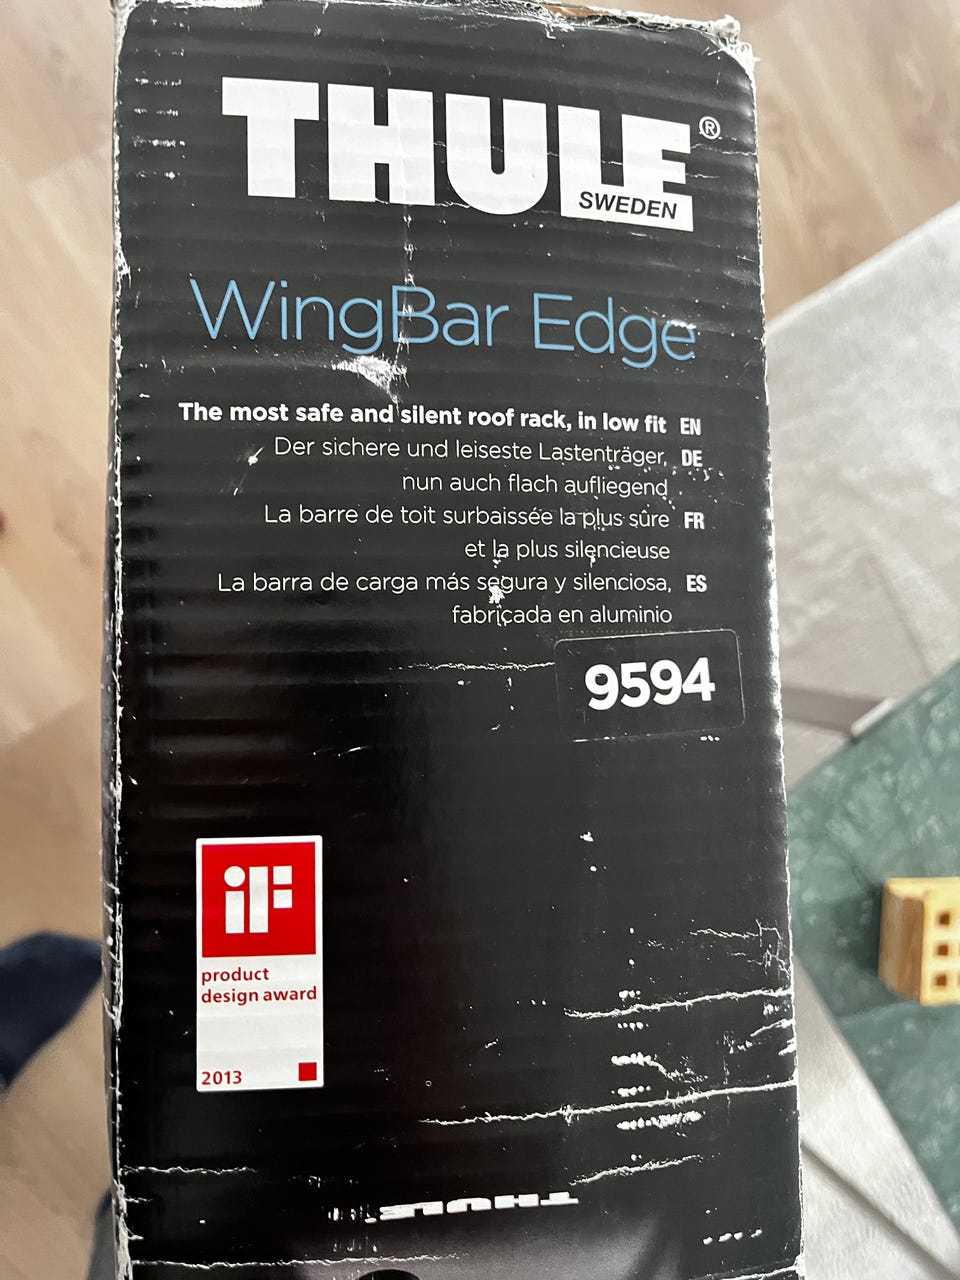 THULE®
SWEDEN
WingBar Edge
The most safe and silent roof rack, in low fit EN
Der sichere und leiseste Lastenträger, DE
nun auch flach aufliegend
La barre de toit surbaissée la plus sûre FR
et la plus silencieuse
La barra de carga más segura y silenciosa, ES
fabricada en aluminio
9594
iF
product
design award
2013
THULE